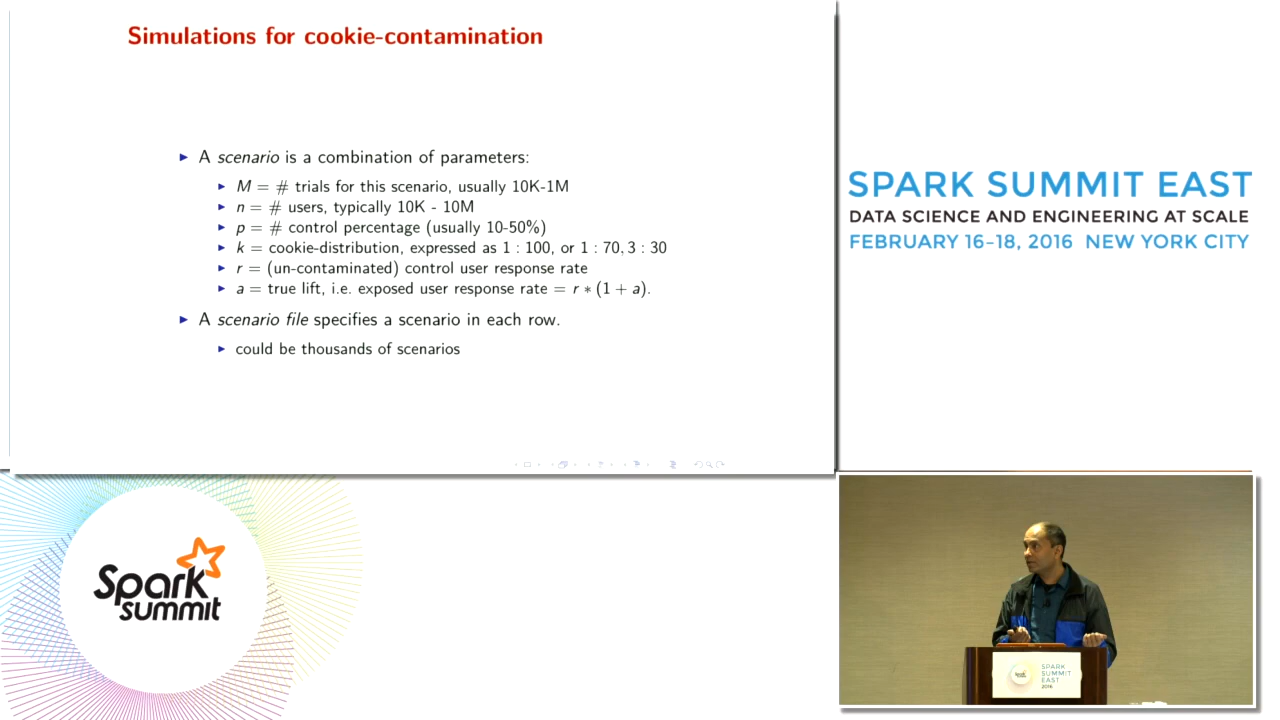 Simulations for cookie-contamination
► A scenario is a combination of parameters:
► M = # trials for this scenario, usually 10K-1M
► n = # users, typically 10K - 10M
► p = # control percentage (usually 10-50%)
► k = cookie-distribution, expressed as 1 : 100, or 1 : 70, 3 : 30
► r = (un-contaminated) control user response rate
► a = true lift, i.e. exposed user response rate = r ∗ (1 + a).
► A scenario file specifies a scenario in each row.
► could be thousands of scenarios
SPARK SUMMIT EAST
DATA SCIENCE AND ENGINEERING AT SCALE
FEBRUARY 16–18, 2016 NEW YORK CITY
Spark
summit
SPARK
SUMMIT
EAST
2016